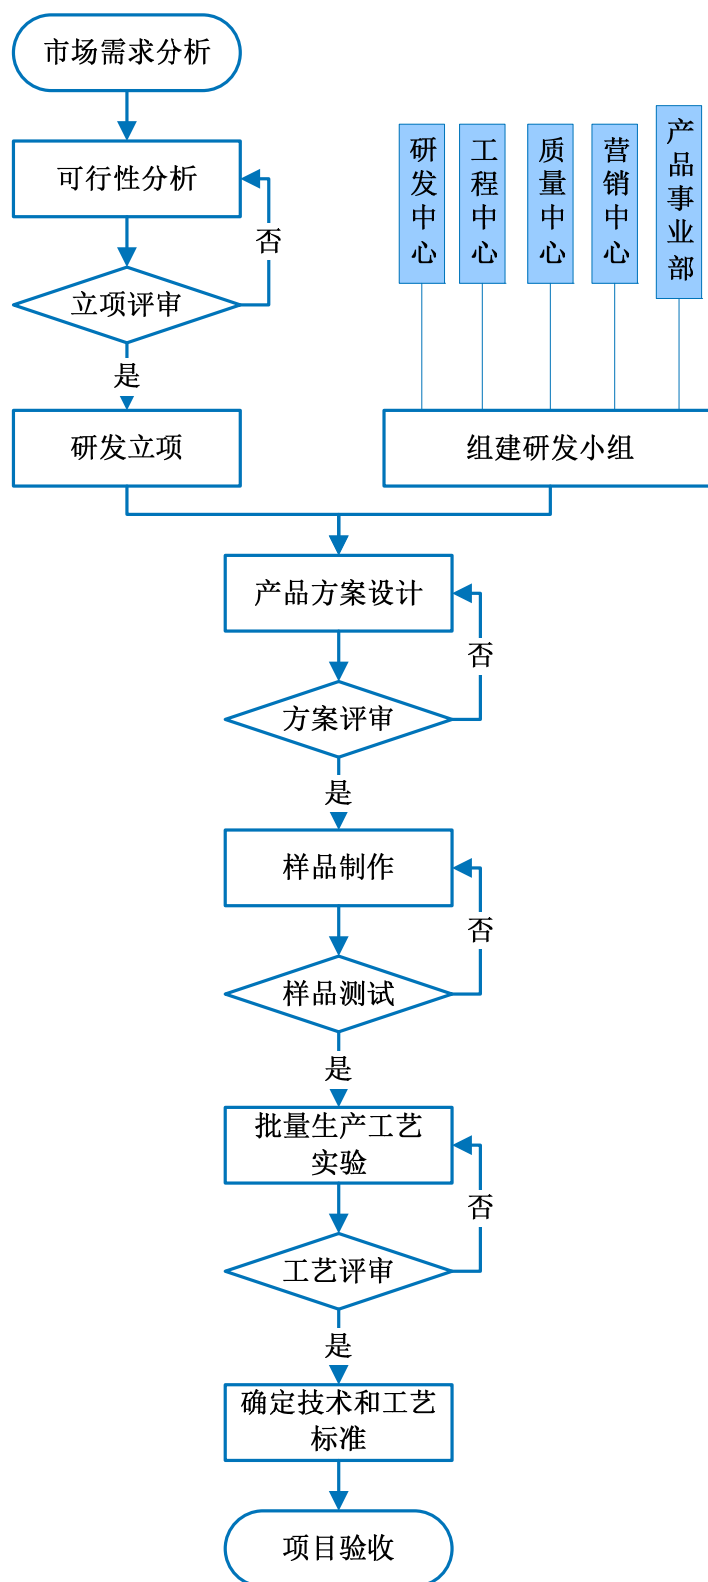 市场需求分析
可行性分析
否
立项评审
是
研发立项
研发中心
工程中心
质量中心
营销中心
产品事业部
组建研发小组
产品方案设计
否
方案评审
是
样品制作
否
样品测试
是
批量生产工艺
实验
否
工艺评审
是
确定技术和工艺
标准
项目验收